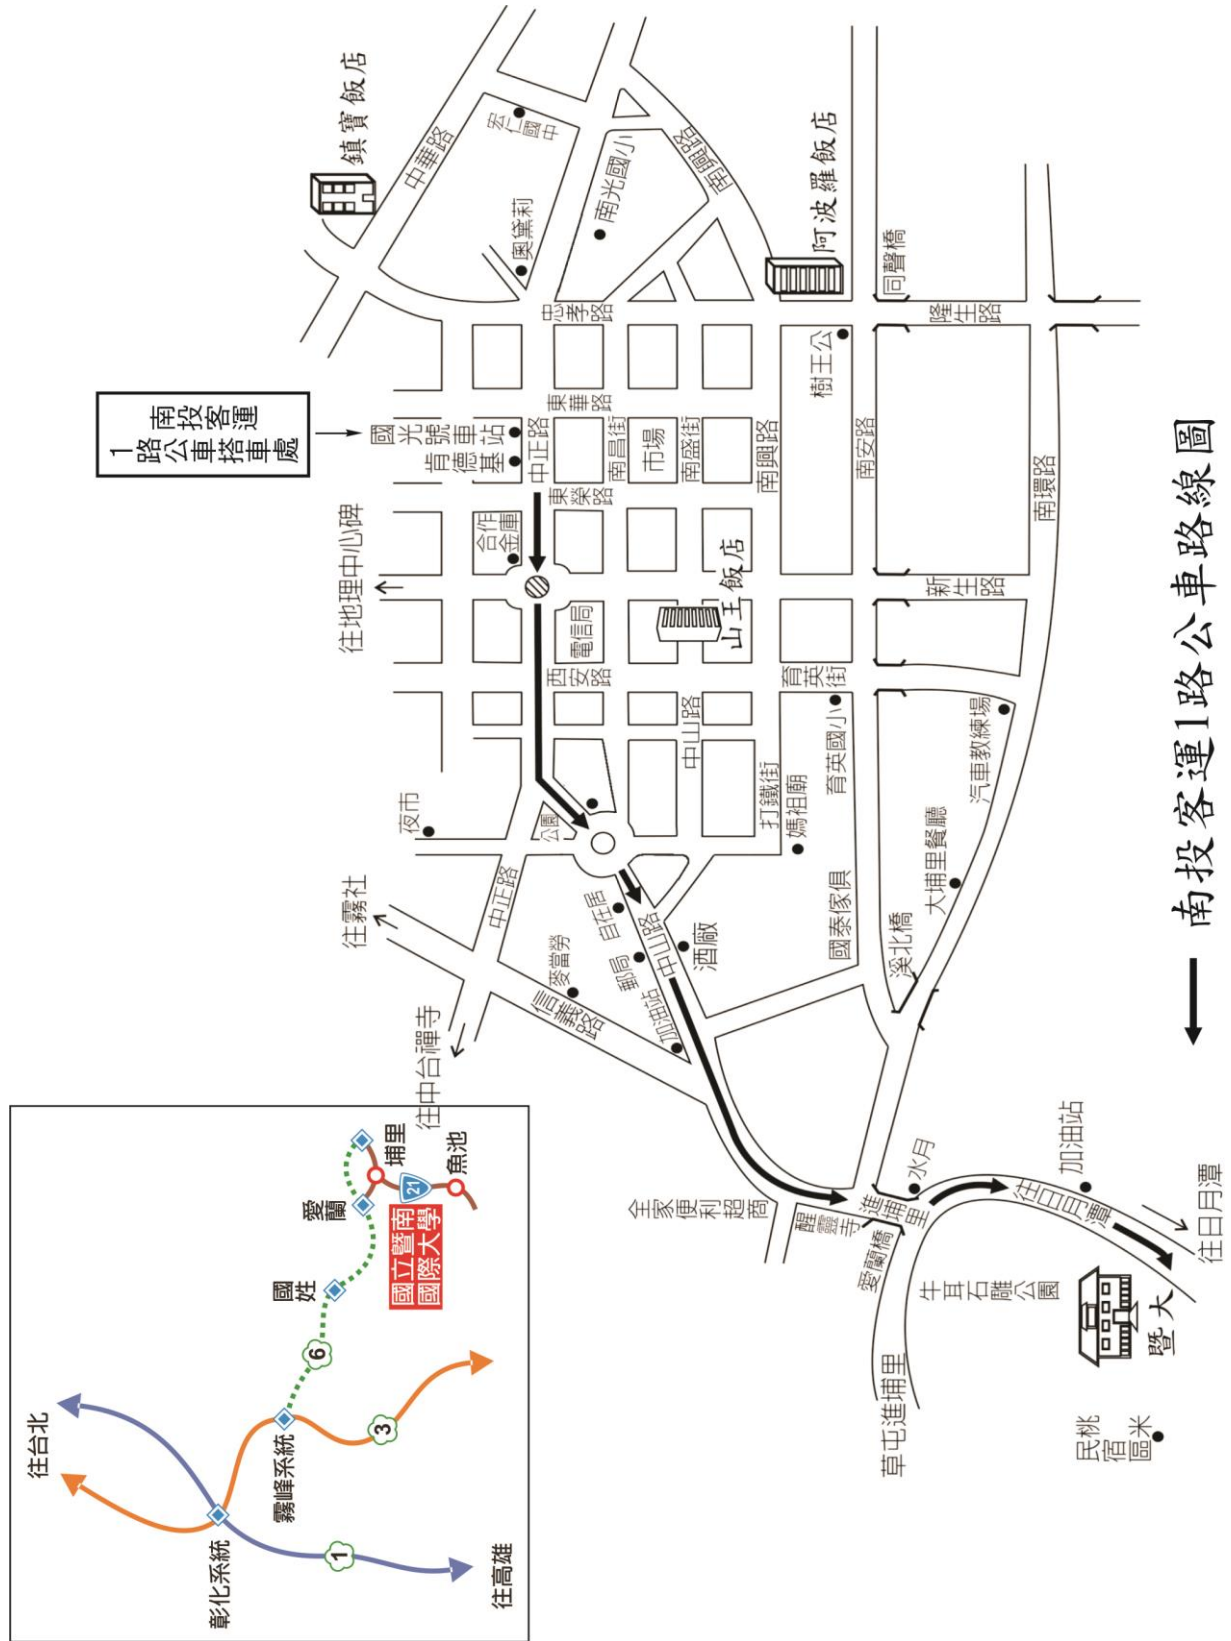 南投客運1路公車路線圖
南投客運
1路公車搭車處
鎮寶飯店
中華路
宏仁
國中
奧黛莉
南光國小
南興路
阿波羅飯店
同聲橋
忠孝路
隆生路
樹王公
國光號車站
肯德基
中正路
東華路
南昌街
市場
南盛街
南興路
南安路
南環路
東榮路
合作
金庫
往地理中心碑
山王飯店
新生路
電信局
西安路
育英街
中山路
育英國小
汽車教練場
打鐵街
媽祖廟
夜市
公園
中正路
往霧社
自在居
中山路
酒廠
郵局
加油站
麥當勞
信義路
國泰傢俱
溪北橋
大埔里餐廳
往中台禪寺
全家便利超商
醒靈寺
進埔里
水月
愛蘭橋
加油站
往日月潭
往日月潭
牛耳石雕公園
暨大
草屯進埔里
桃米
民宿區
往台北
彰化系統
霧峰系統
往高雄
1
3
6
國姓
愛蘭
埔里
21
魚池
國立暨南
國際大學